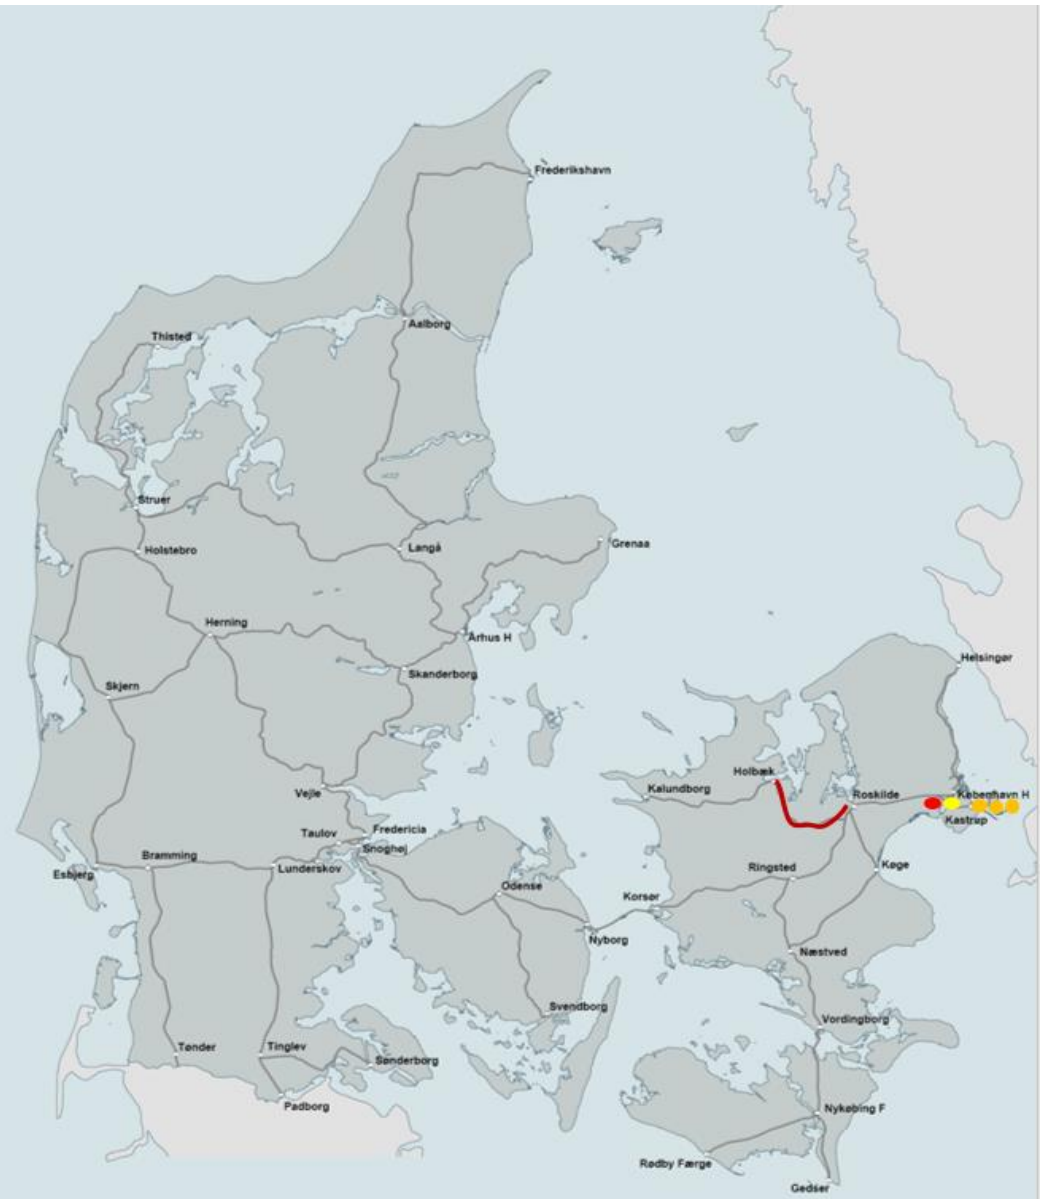 Frederikshavn
Aalborg
Thisted
Struer
Holstebro
Langå
Grenaa
Herning
Århus H
Helsingør
Skanderborg
Skjern
Holbæk
Kalundborg
Roskilde
København H
Vejle
Kastrup
Taulov
Fredericia
Snoghøj
Bramming
Lunderskov
Esbjerg
Ringsted
Køge
Odense
Korsør
Nyborg
Næstved
Svendborg
Vordingborg
Tønder
Tinglev
Sønderborg
Padborg
Nykøbing F
Rødby Færge
Gedser